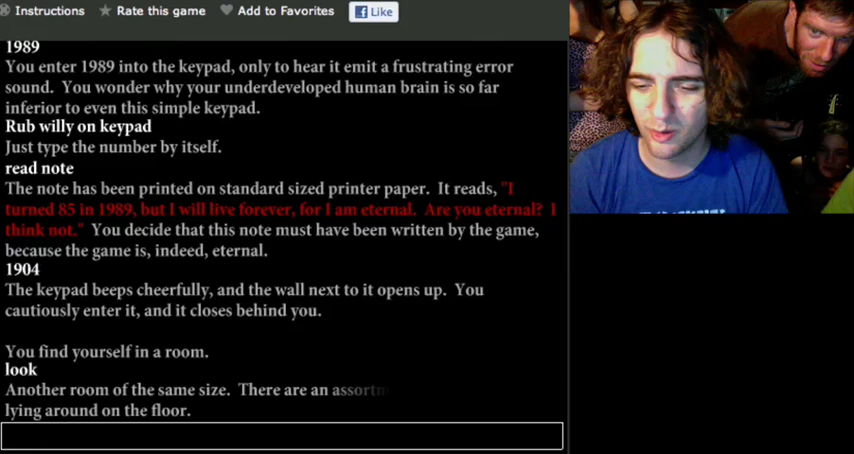 Instructions Rate this game Add to Favorites Like
1989
You enter 1989 into the keypad, only to hear it emit a frustrating error
sound. You wonder why your underdeveloped human brain is so far
inferior to even this simple keypad.
Rub willy on keypad
Just type the number by itself.
read note
The note has been printed on standard sized printer paper. It reads, "I
turned 85 in 1989, but I will live forever, for I am eternal. Are you eternal? I
think not." You decide that this note must have been written by the game,
because the game is, indeed, eternal.
1904
The keypad beeps cheerfully, and the wall next to it opens up. You
cautiously enter it, and it closes behind you.
You find yourself in a room.
look
Another room of the same size. There are an
lying around on the floor.